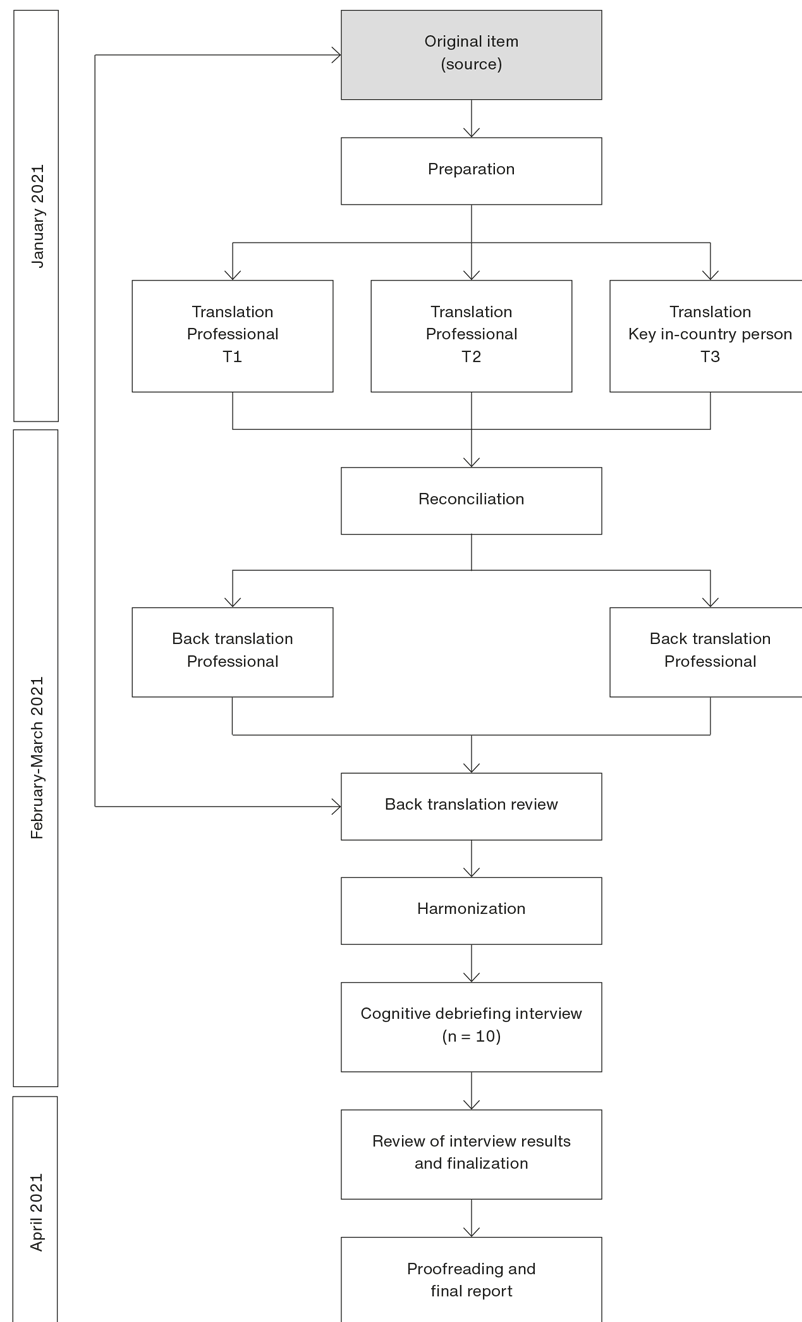 January 2021
Original item
(source)
Preparation
Translation
Professional
T1
Translation
Professional
T2
Translation
Key in-country person
T3
February-March 2021
Reconciliation
Back translation
Professional
Back translation
Professional
Back translation review
Harmonization
Cognitive debriefing interview
(n = 10)
April 2021
Review of interview results
and finalization
Proofreading and
final report